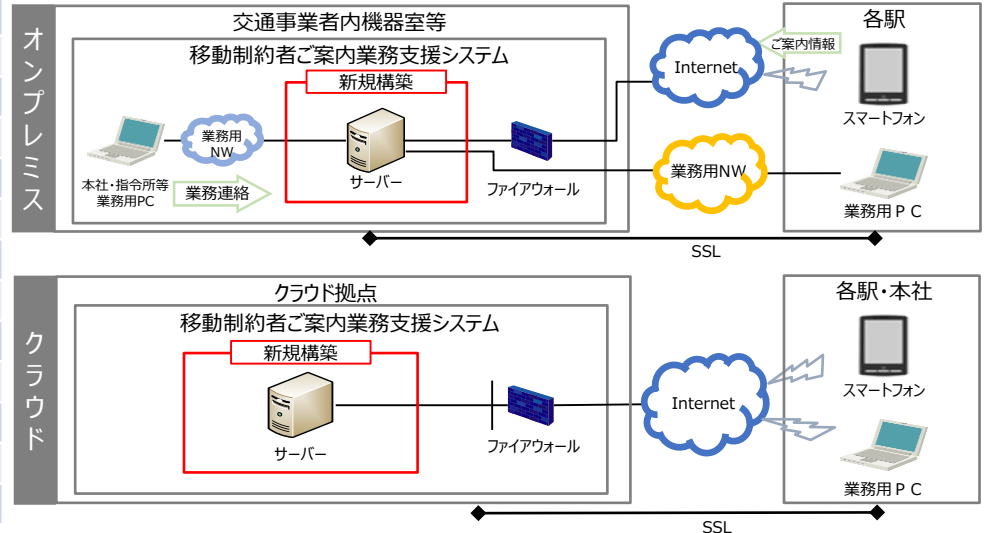 オンプレミス
交通事業者内機器室等
移動制約者ご案内業務支援システム
新規構築
業務用
NW
本社・指令所等
業務用PC
業務連絡
サーバー
ファイアウォール
Internet
ご案内情報
業務用NW
各駅
スマートフォン
業務用ＰＣ
SSL
クラウド
クラウド拠点
移動制約者ご案内業務支援システム
新規構築
サーバー
ファイアウォール
Internet
各駅・本社
スマートフォン
業務用ＰＣ
SSL